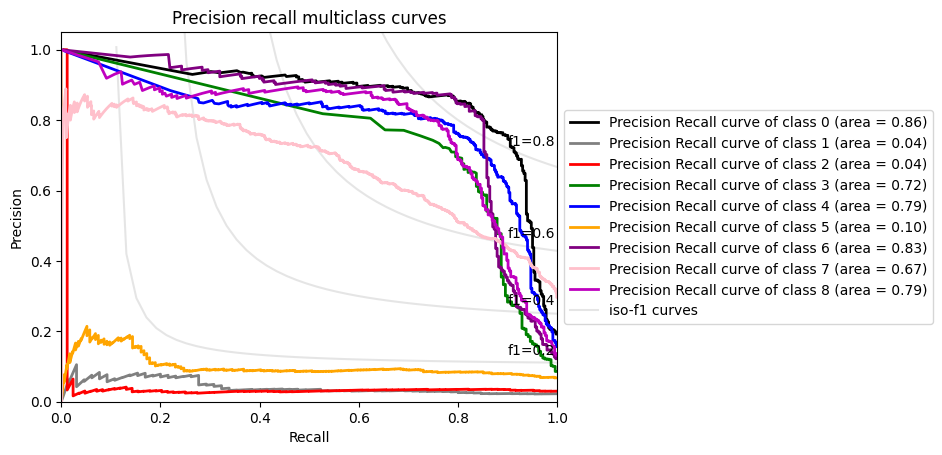 Precision recall multiclass curves
1.0
0.8
0.6
0.4
0.2
0.0
Precision
f1=0.8
f1=0.6
f1=0.4
f1=0.2
0.0 0.2 0.4 0.6 0.8 1.0
Recall
Precision Recall curve of class 0 (area = 0.86)
Precision Recall curve of class 1 (area = 0.04)
Precision Recall curve of class 2 (area = 0.04)
Precision Recall curve of class 3 (area = 0.72)
Precision Recall curve of class 4 (area = 0.79)
Precision Recall curve of class 5 (area = 0.10)
Precision Recall curve of class 6 (area = 0.83)
Precision Recall curve of class 7 (area = 0.67)
Precision Recall curve of class 8 (area = 0.79)
iso-f1 curves